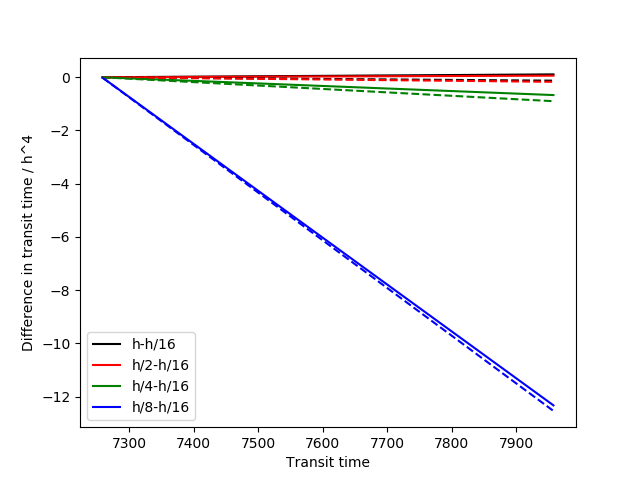 0
−2
−4
−6
−8
−10
−12
Difference in transit time / h^4
h-h/16
h/2-h/16
h/4-h/16
h/8-h/16
7300 7400 7500 7600 7700 7800 7900
Transit time